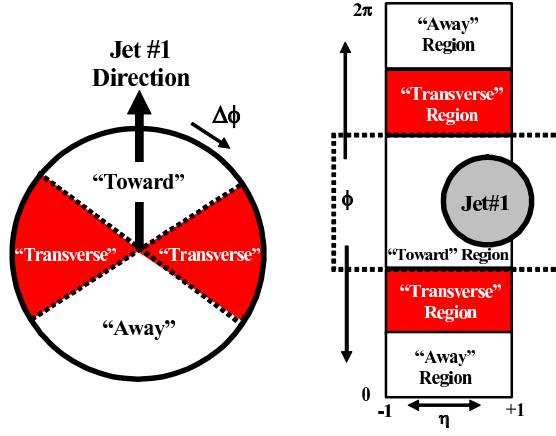 Jet #1
Direction
Δϕ
“Toward”
“Transverse”
“Transverse”
“Away”
2π
“Away”
Region
“Transverse”
Region
ϕ
Jet#1
“Toward” Region
“Transverse”
Region
“Away”
Region
0
-1
η
+1